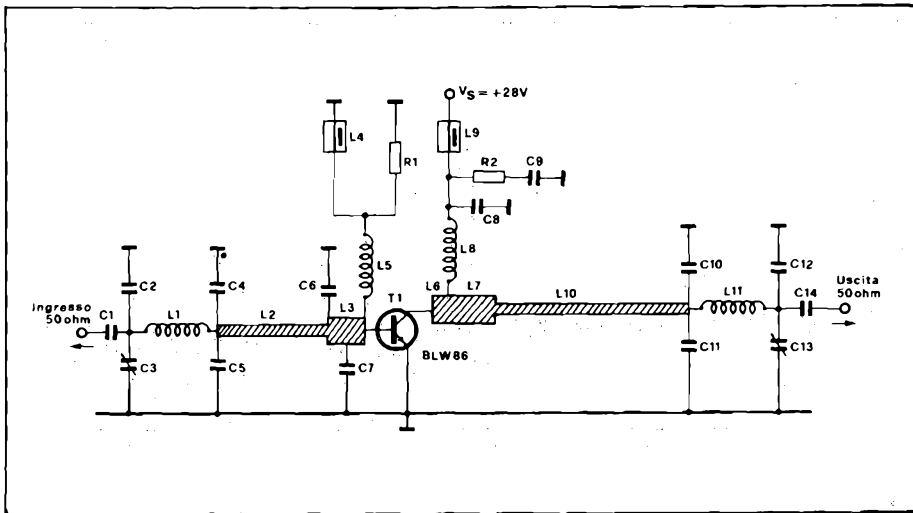 VS = +28V
L4
L9
R1
R2
C9
C8
L8
L5
C2
C4
C6
L6
L7
C10
C12
Ingresso
50ohm
C1
L1
L2
L3
T1
L10
L11
C14
Uscita
50ohm
BLW86
C3
C5
C7
C11
C13